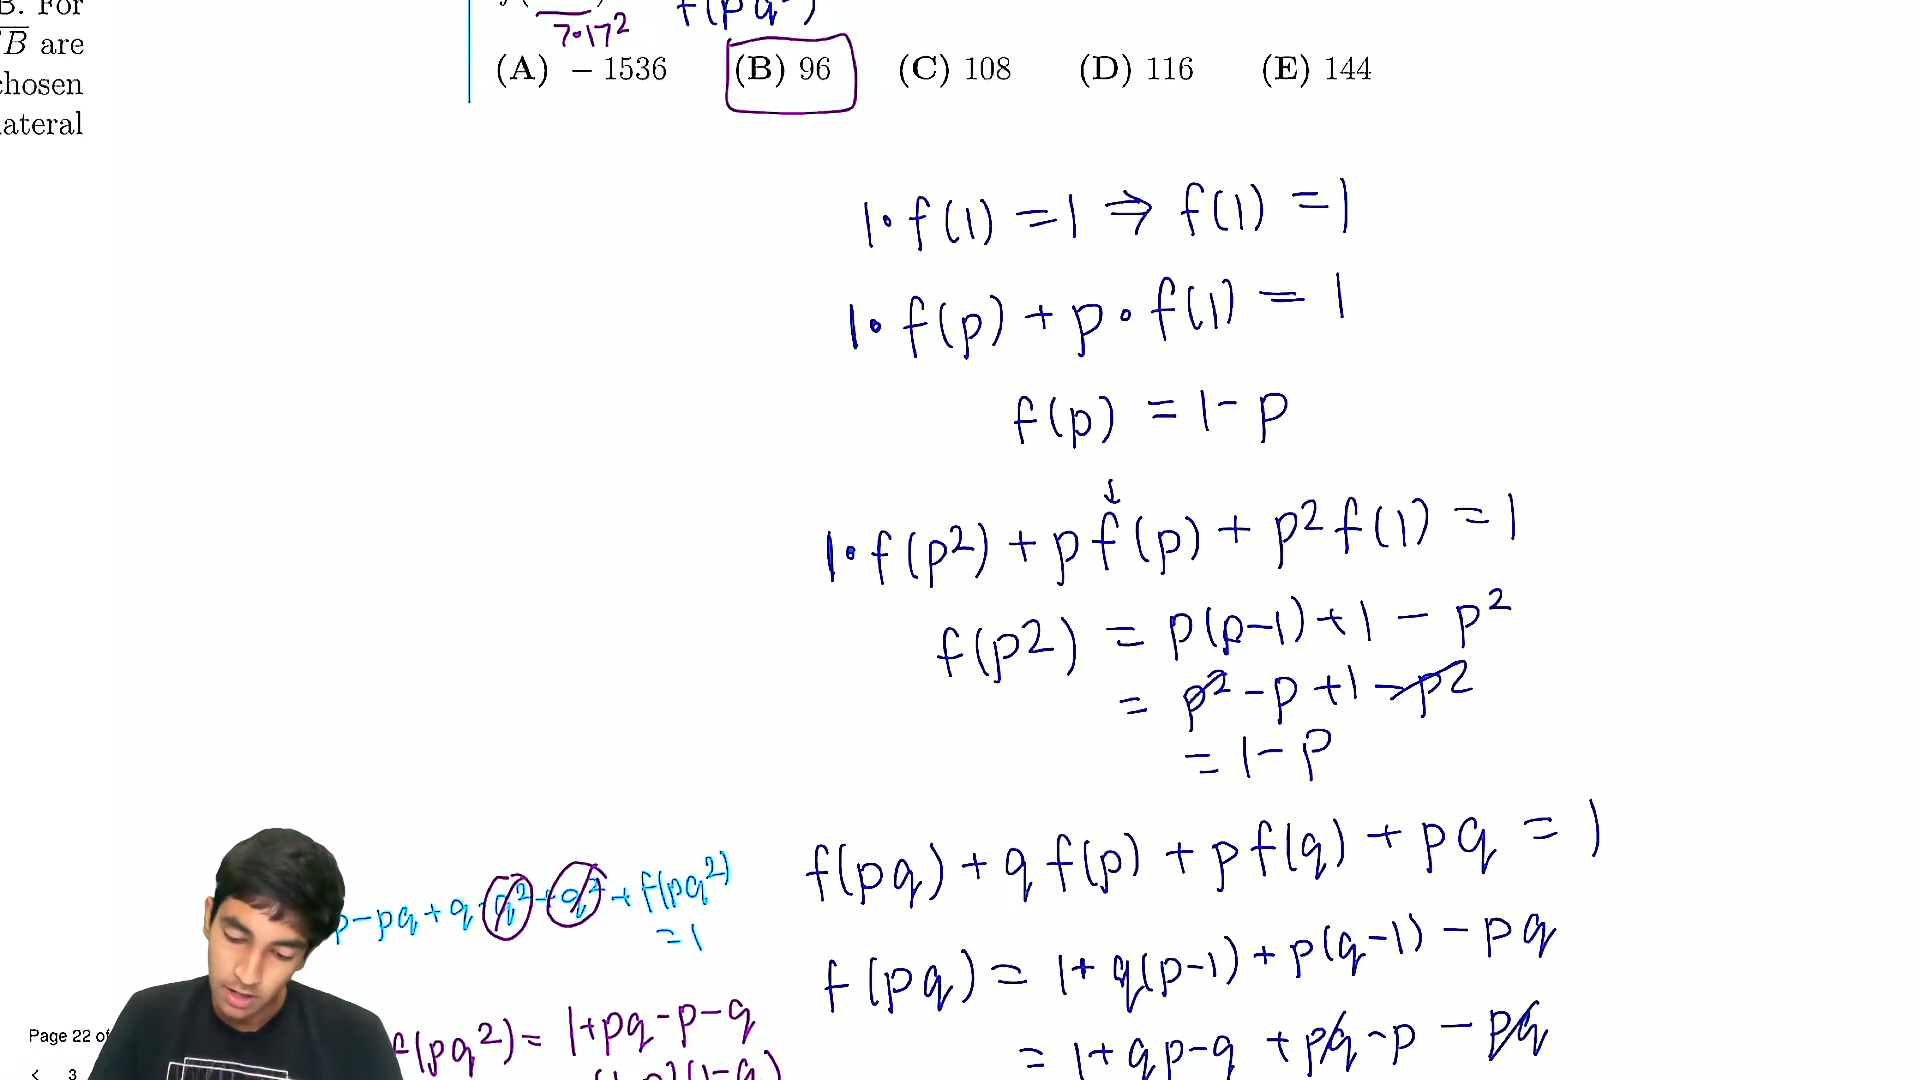 B. For
B are
chosen
lateral
7·17² f(pq²)
(A) – 1536 (B) 96 (C) 108 (D) 116 (E) 144
1·f(1) = 1 ⇒ f(1) = 1
1·f(p) + p·f(1) = 1
f(p) = 1 - p
↓
1·f(p²) + p f(p) + p² f(1) = 1
f(p2) = p(p-1) + 1 - p²
= p² - p + 1 - p2
= 1 - p
f(pq) + q f(p) + p f(q) + pq = 1
f(pq) = 1 + q(p-1) + p(q-1) - pq
= 1 + qp - q + pq - p - pq
p - pq + q - q² + q² + f(pq²)
= 1
f(pq²) = 1 + pq - p - q
Page 22 of
< 3